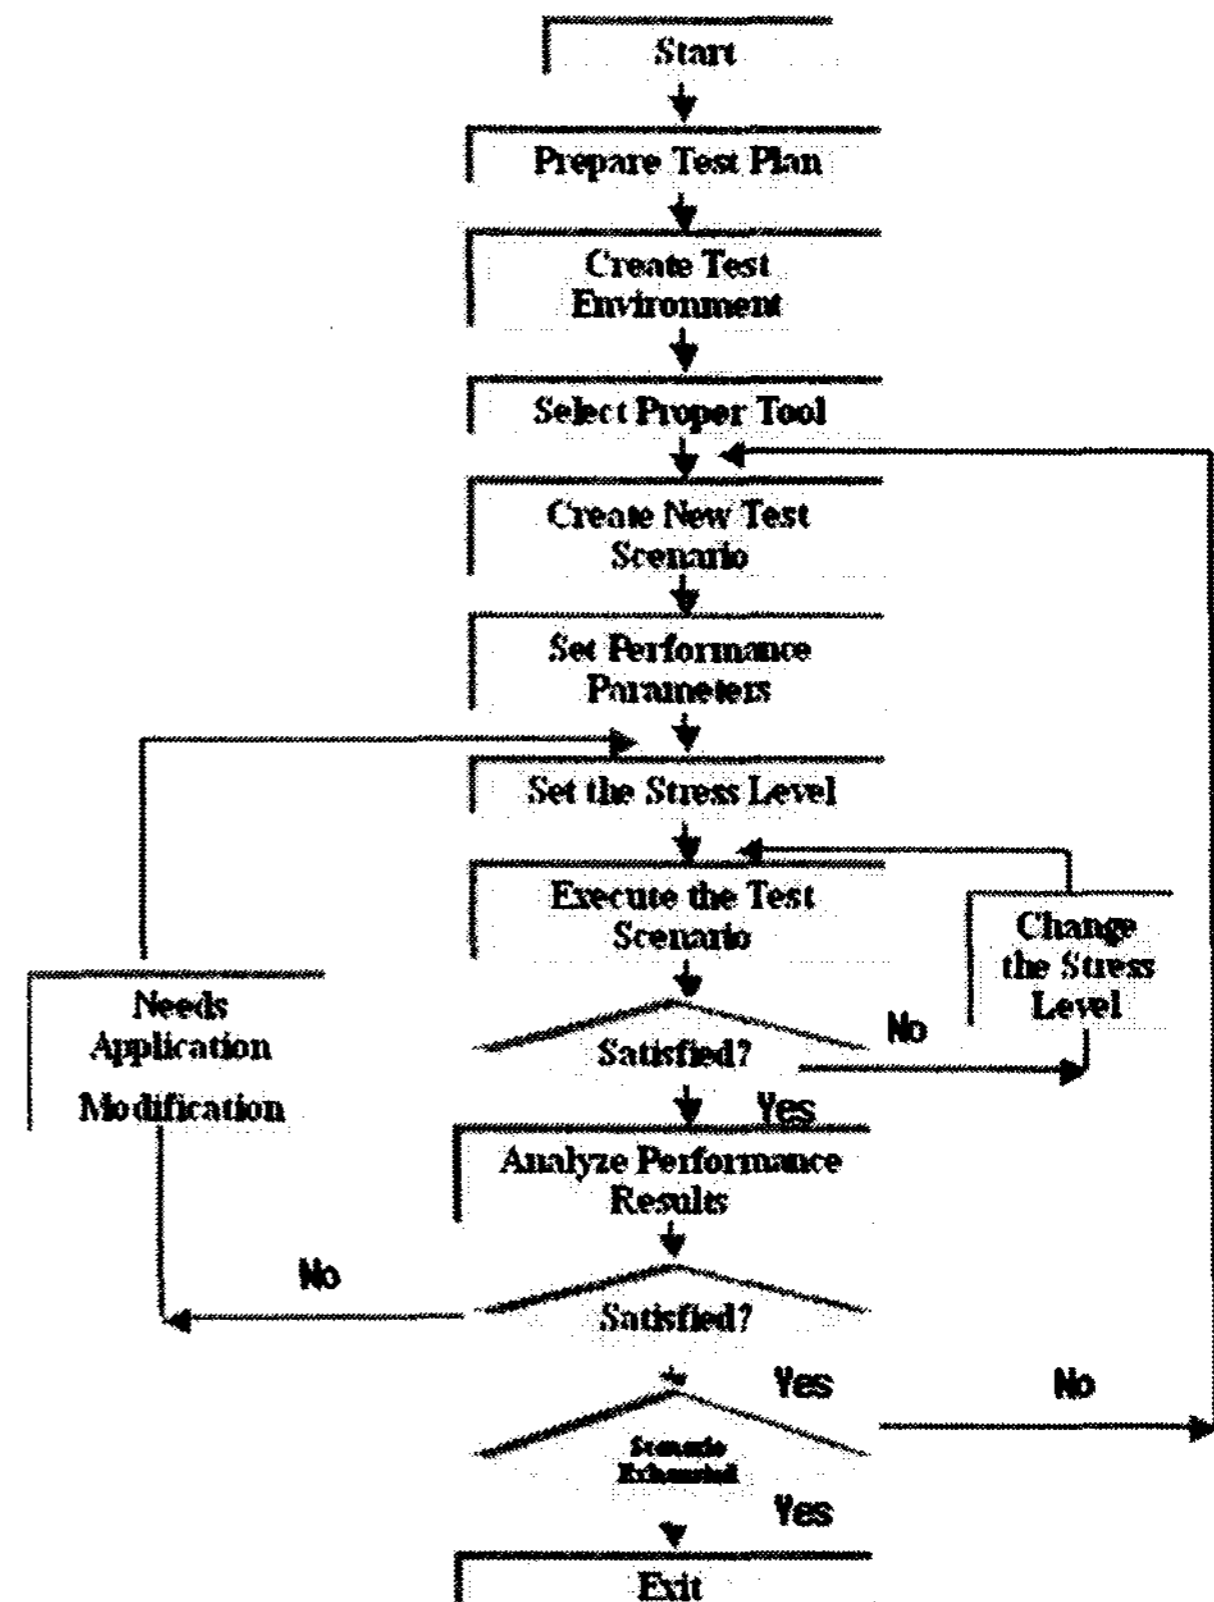 Start
Prepare Test Plan
Create Test
Environment
Select Proper Tool
Create New Test
Scenario
Set Performance
Parameters
Set the Stress Level
Execute the Test
Scenario
Change
the Stress
Level
Needs
Application
Modification
Satisfied?
No
Yes
Analyze Performance
Results
No
Satisfied?
Yes
No
Scenario
Exhausted
Yes
Exit